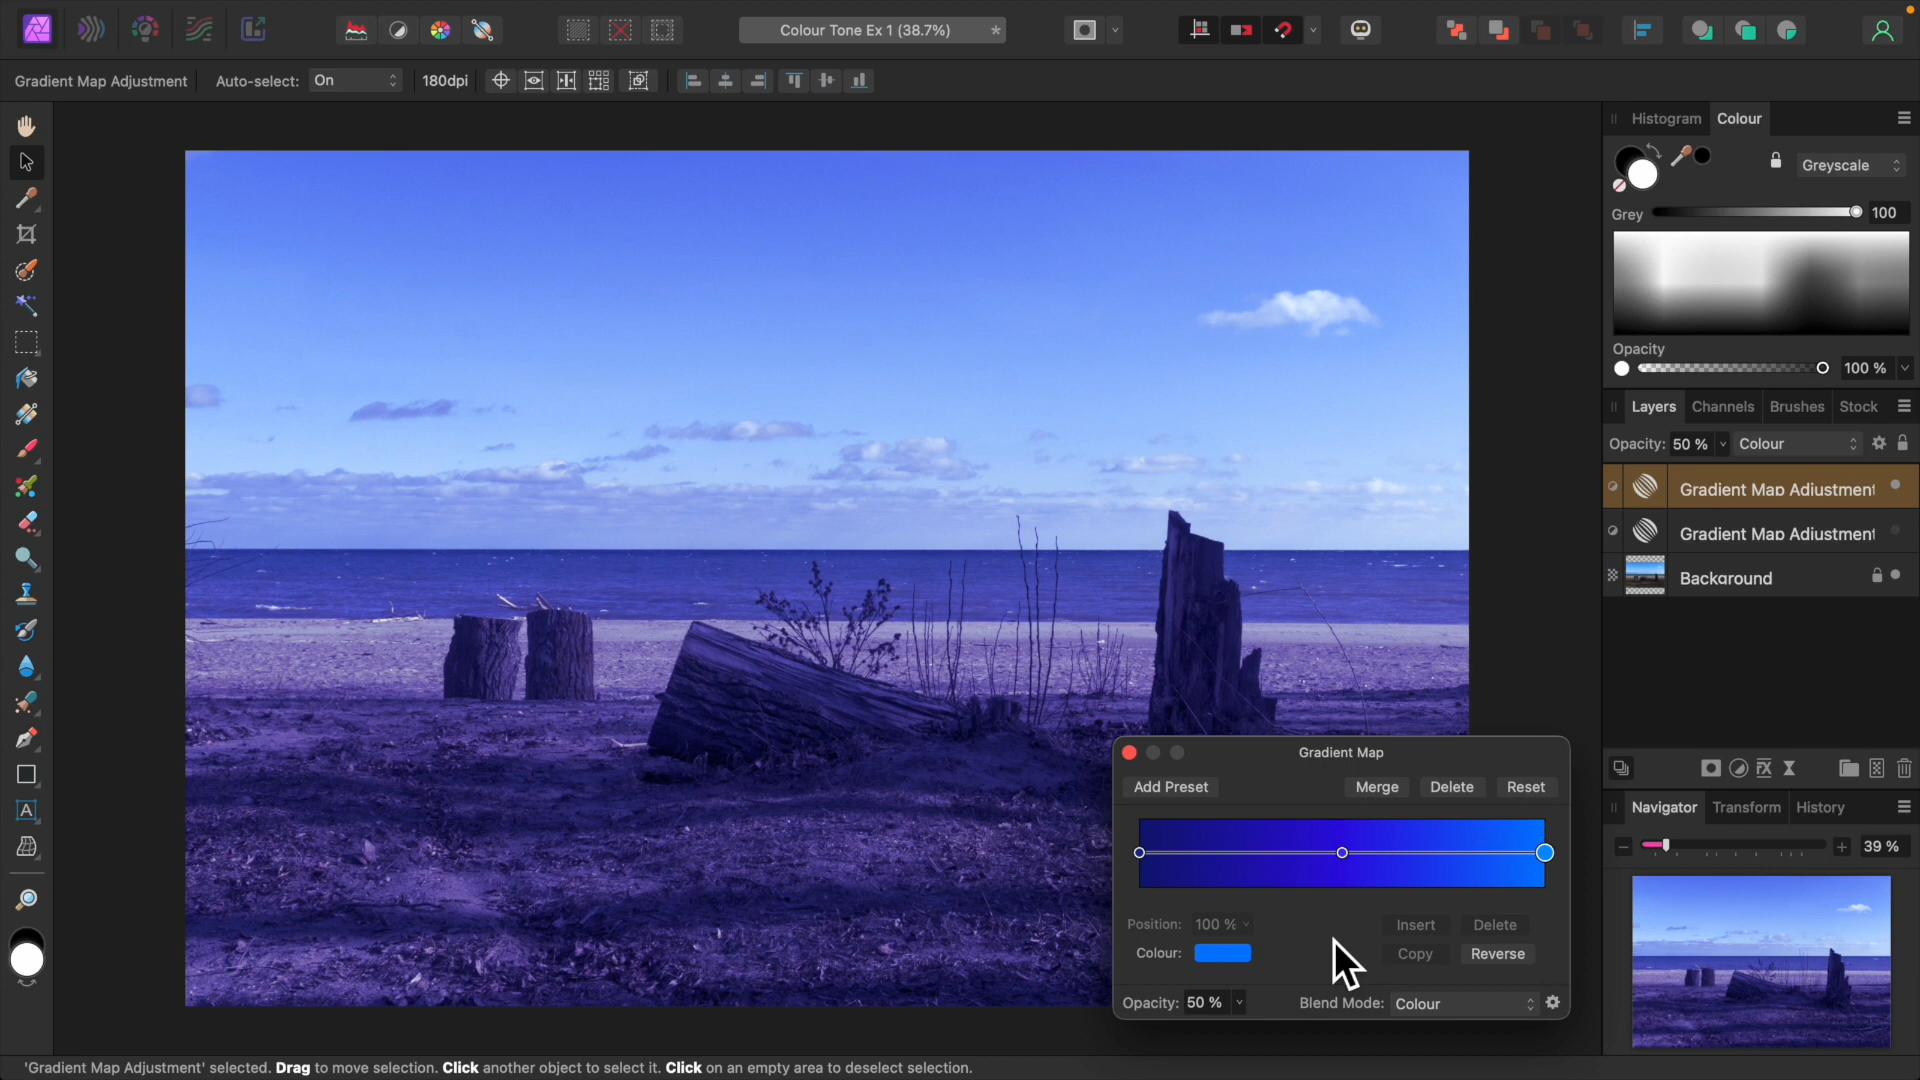 Colour Tone Ex 1 (38.7%) *
Gradient Map Adjustment
Auto-select: On
180dpi
Histogram Colour
Greyscale
Grey 100
Opacity
100 %
Layers Channels Brushes Stock
Opacity: 50 % Colour
Gradient Map Adjustment
Gradient Map Adjustment
Background
Gradient Map
Add Preset Merge Delete Reset
Position: 100 % Insert Delete
Colour: Copy Reverse
Opacity: 50 % Blend Mode: Colour
Navigator Transform History
39 %
A
'Gradient Map Adjustment' selected. Drag to move selection. Click another object to select it. Click on an empty area to deselect selection.